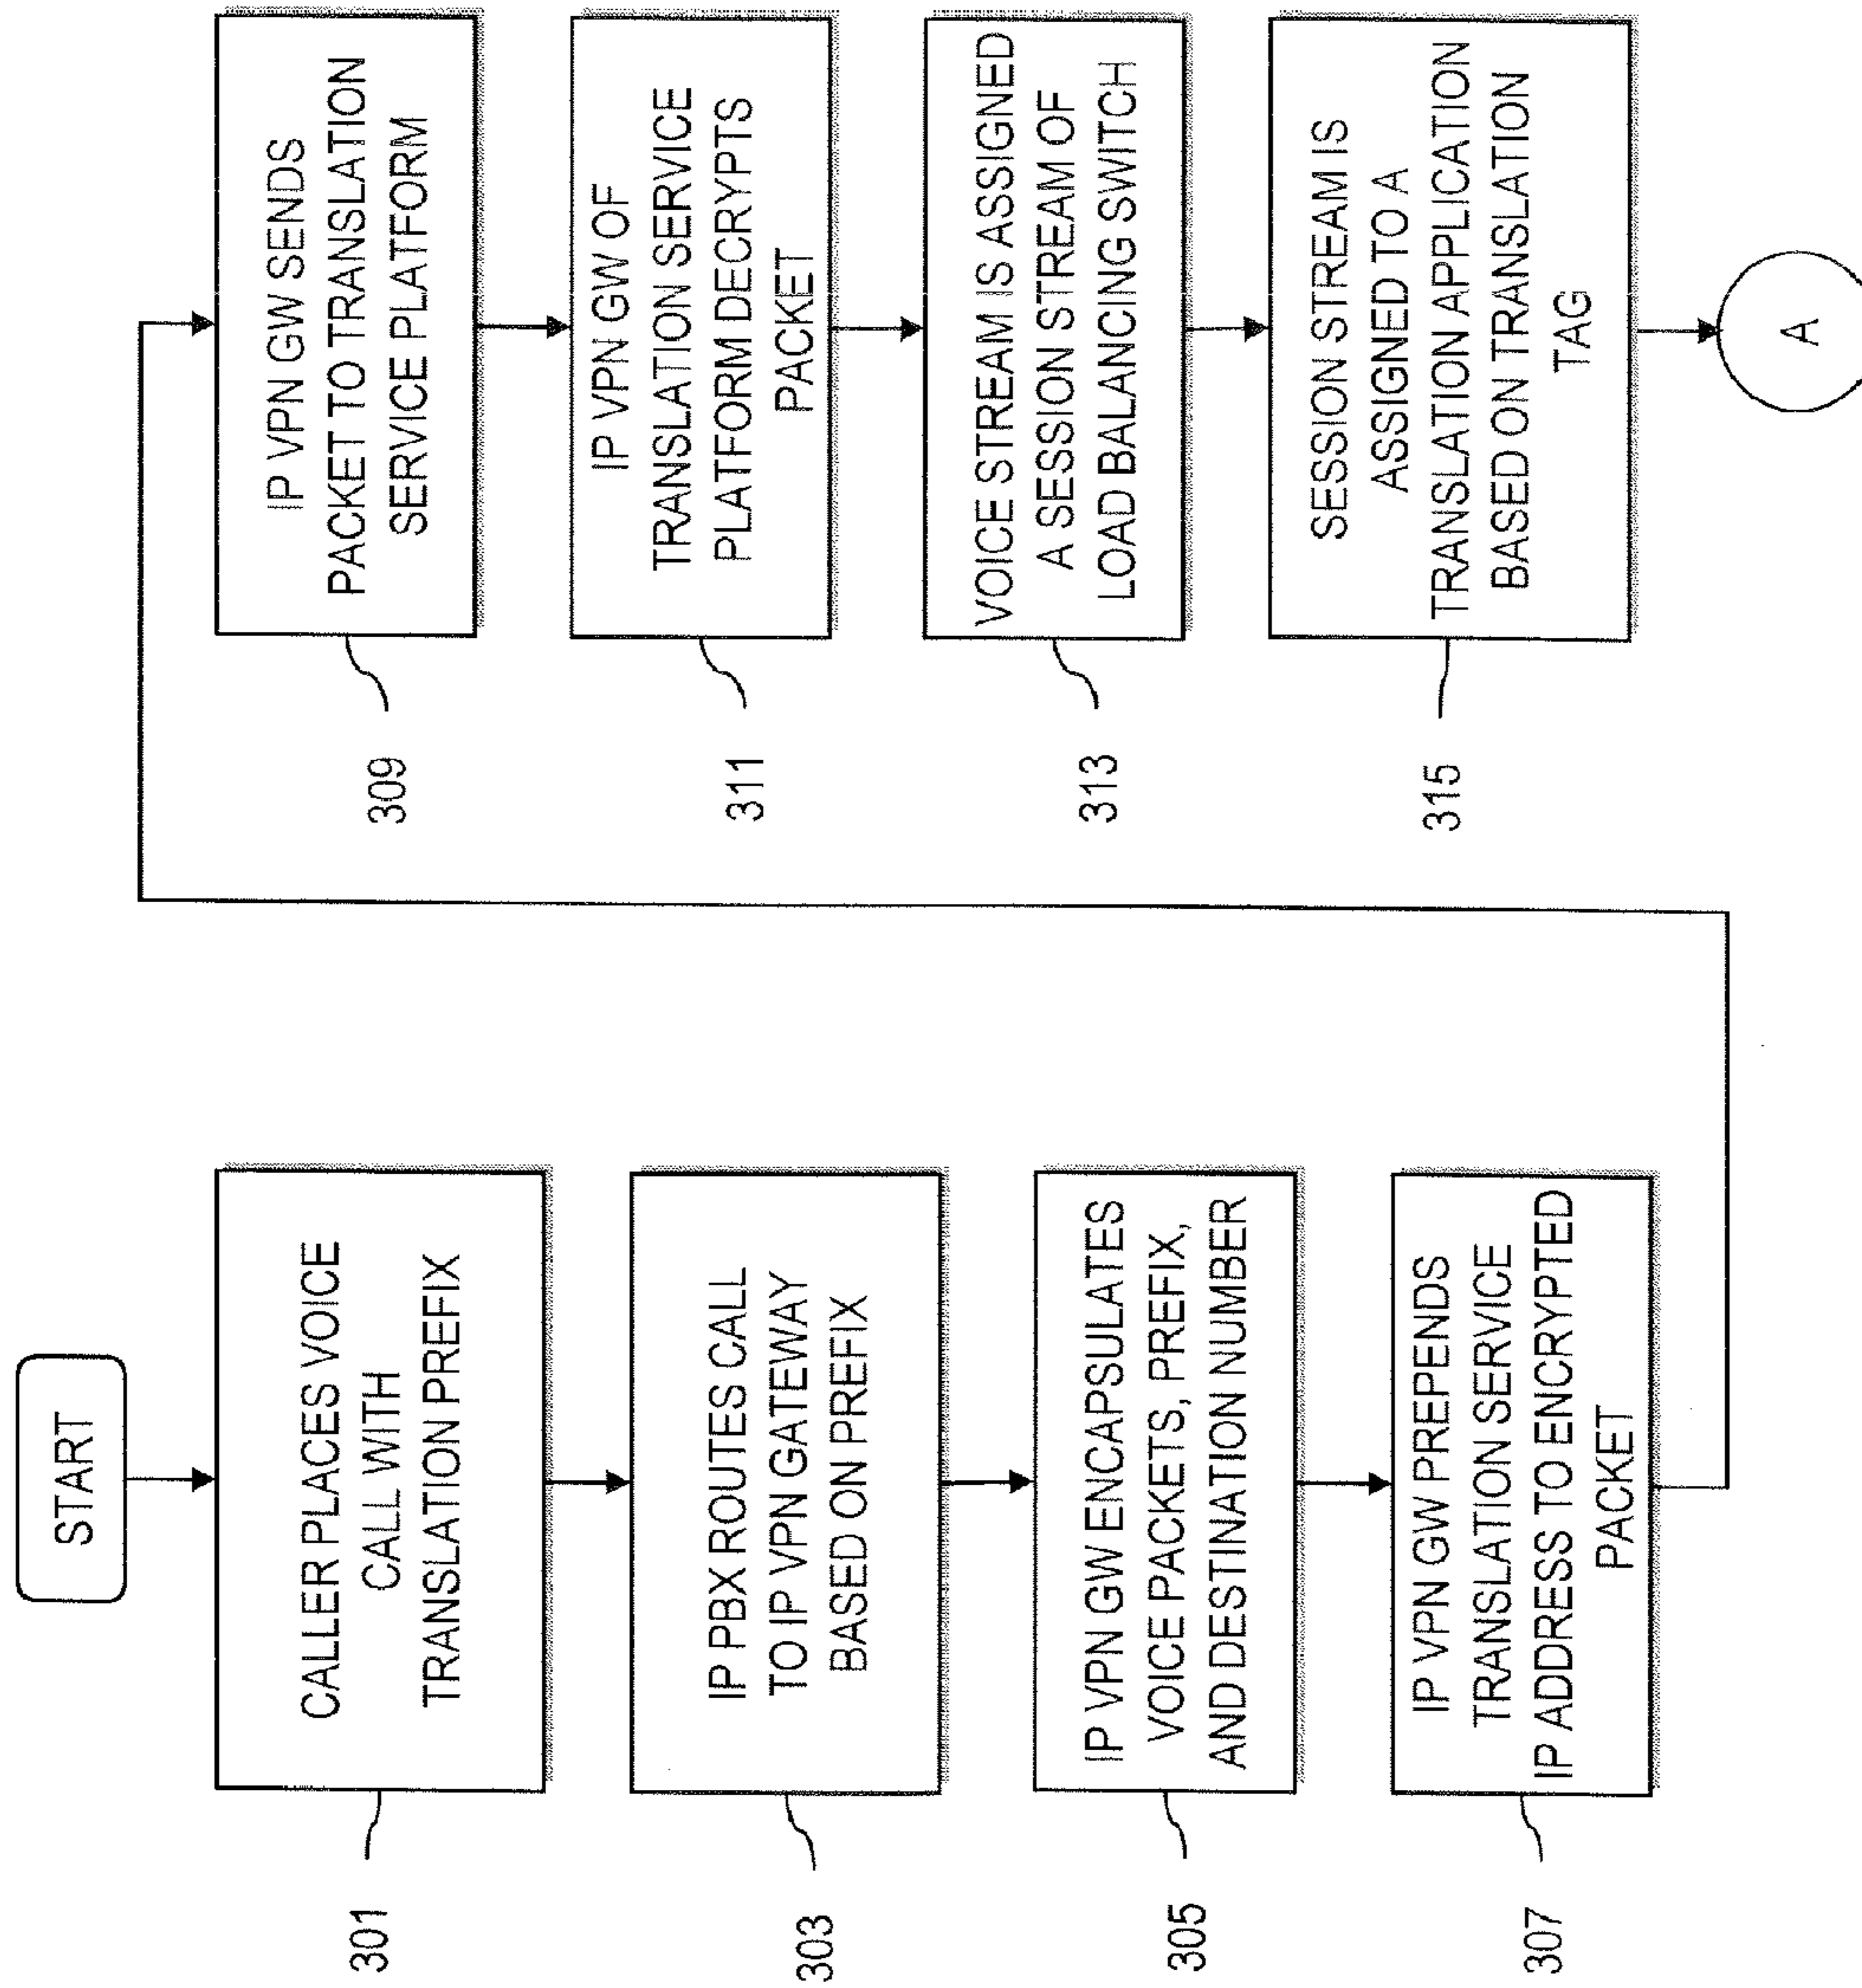 START
CALLER PLACES VOICE
CALL WITH
TRANSLATION PREFIX
301
IP PBX ROUTES CALL
TO IP VPN GATEWAY
BASED ON PREFIX
303
IP VPN GW ENCAPSULATES
VOICE PACKETS, PREFIX,
AND DESTINATION NUMBER
305
IP VPN GW PREPENDS
TRANSLATION SERVICE
IP ADDRESS TO ENCRYPTED
PACKET
307
IP VPN GW SENDS
PACKET TO TRANSLATION
SERVICE PLATFORM
309
IP VPN GW OF
TRANSLATION SERVICE
PLATFORM DECRYPTS
PACKET
311
VOICE STREAM IS ASSIGNED
A SESSION STREAM OF
LOAD BALANCING SWITCH
313
SESSION STREAM IS
ASSIGNED TO A
TRANSLATION APPLICATION
BASED ON TRANSLATION
TAG
315
A